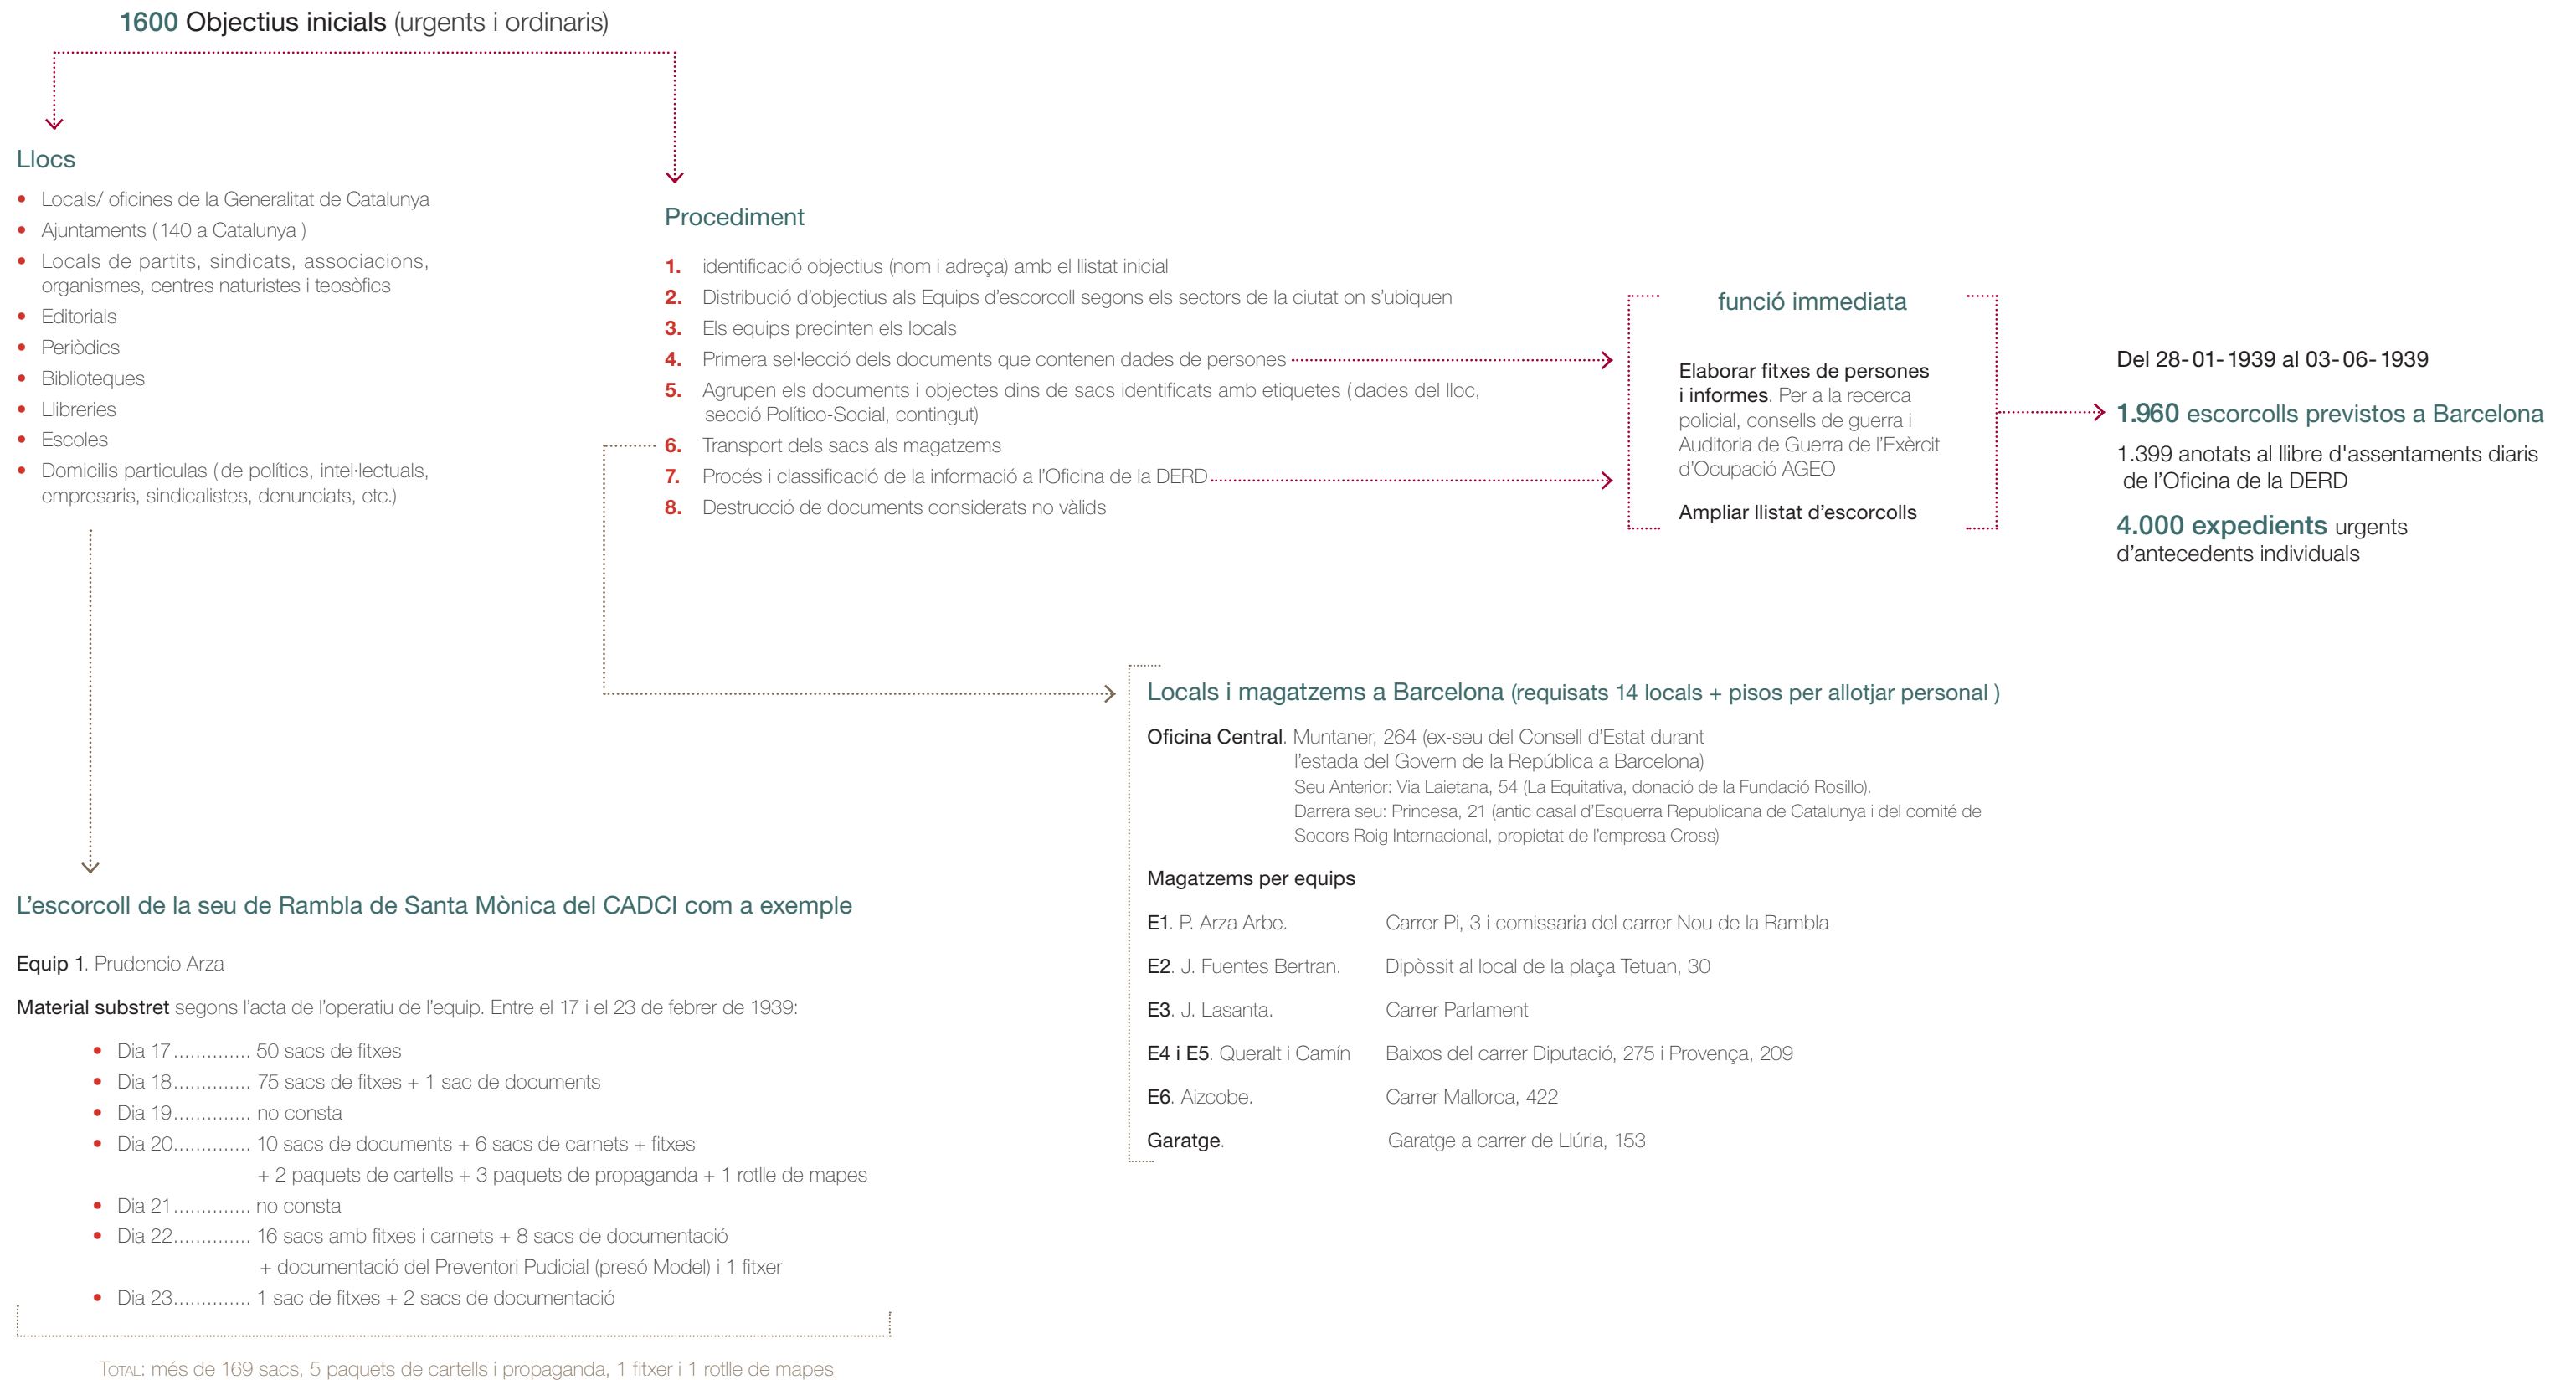 1600 Objectius inicials (urgents i ordinaris)
Llocs
• Locals/ oficines de la Generalitat de Catalunya
• Ajuntaments (140 a Catalunya )
• Locals de partits, sindicats, associacions,
organismes, centres naturistes i teosòfics
• Editorials
• Periòdics
• Biblioteques
• Llibreries
• Escoles
• Domicilis particulas (de polítics, intel·lectuals,
empresaris, sindicalistes, denunciats, etc.)
Procediment
1. identificació objectius (nom i adreça) amb el llistat inicial
2. Distribució d'objectius als Equips d'escorcoll segons els sectors de la ciutat on s'ubiquen
3. Els equips precinten els locals
4. Primera sel·lecció dels documents que contenen dades de persones
5. Agrupen els documents i objectes dins de sacs identificats amb etiquetes (dades del lloc,
secció Político-Social, contingut)
6. Transport dels sacs als magatzems
7. Procés i classificació de la informació a l'Oficina de la DERD
8. Destrucció de documents considerats no vàlids
funció immediata
Elaborar fitxes de persones
i informes. Per a la recerca
policial, consells de guerra i
Auditoria de Guerra de l'Exèrcit
d'Ocupació AGEO
Ampliar llistat d'escorcolls
Del 28-01-1939 al 03-06-1939
1.960 escorcolls previstos a Barcelona
1.399 anotats al llibre d'assentaments diaris
de l'Oficina de la DERD
4.000 expedients urgents
d'antecedents individuals
Locals i magatzems a Barcelona (requisats 14 locals + pisos per allotjar personal )
Oficina Central. Muntaner, 264 (ex-seu del Consell d'Estat durant
l'estada del Govern de la República a Barcelona)
Seu Anterior: Via Laietana, 54 (La Equitativa, donació de la Fundació Rosillo).
Darrera seu: Princesa, 21 (antic casal d'Esquerra Republicana de Catalunya i del comité de
Socors Roig Internacional, propietat de l'empresa Cross)
Magatzems per equips
E1. P. Arza Arbe. Carrer Pi, 3 i comissaria del carrer Nou de la Rambla
E2. J. Fuentes Bertran. Dipòssit al local de la plaça Tetuan, 30
E3. J. Lasanta. Carrer Parlament
E4 i E5. Queralt i Camín Baixos del carrer Diputació, 275 i Provença, 209
E6. Aizcobe. Carrer Mallorca, 422
Garatge. Garatge a carrer de Llúria, 153
L'escorcoll de la seu de Rambla de Santa Mònica del CADCI com a exemple
Equip 1. Prudencio Arza
Material substret segons l'acta de l'operatiu de l'equip. Entre el 17 i el 23 de febrer de 1939:
• Dia 17.............. 50 sacs de fitxes
• Dia 18.............. 75 sacs de fitxes + 1 sac de documents
• Dia 19.............. no consta
• Dia 20.............. 10 sacs de documents + 6 sacs de carnets + fitxes
+ 2 paquets de cartells + 3 paquets de propaganda + 1 rotlle de mapes
• Dia 21.............. no consta
• Dia 22.............. 16 sacs amb fitxes i carnets + 8 sacs de documentació
+ documentació del Preventori Pudicial (presó Model) i 1 fitxer
• Dia 23.............. 1 sac de fitxes + 2 sacs de documentació
TOTAL: més de 169 sacs, 5 paquets de cartells i propaganda, 1 fitxer i 1 rotlle de mapes